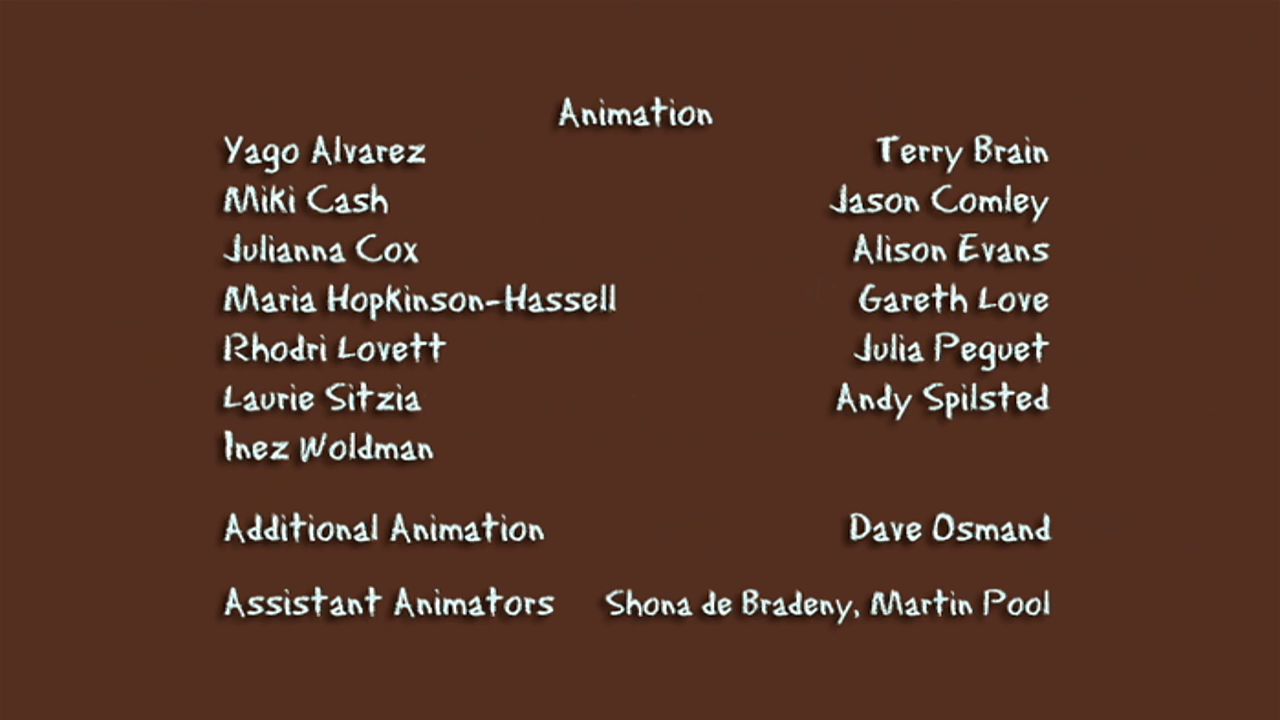 Animation
Yago Alvarez Terry Brain
Miki Cash Jason Comley
Julianna Cox Alison Evans
Maria Hopkinson-Hassell Gareth Love
Rhodri Lovett Julia Peguet
Laurie Sitzia Andy Spilsted
Inez Woldman
Additional Animation Dave Osmand
Assistant Animators Shona de Bradeny, Martin Pool